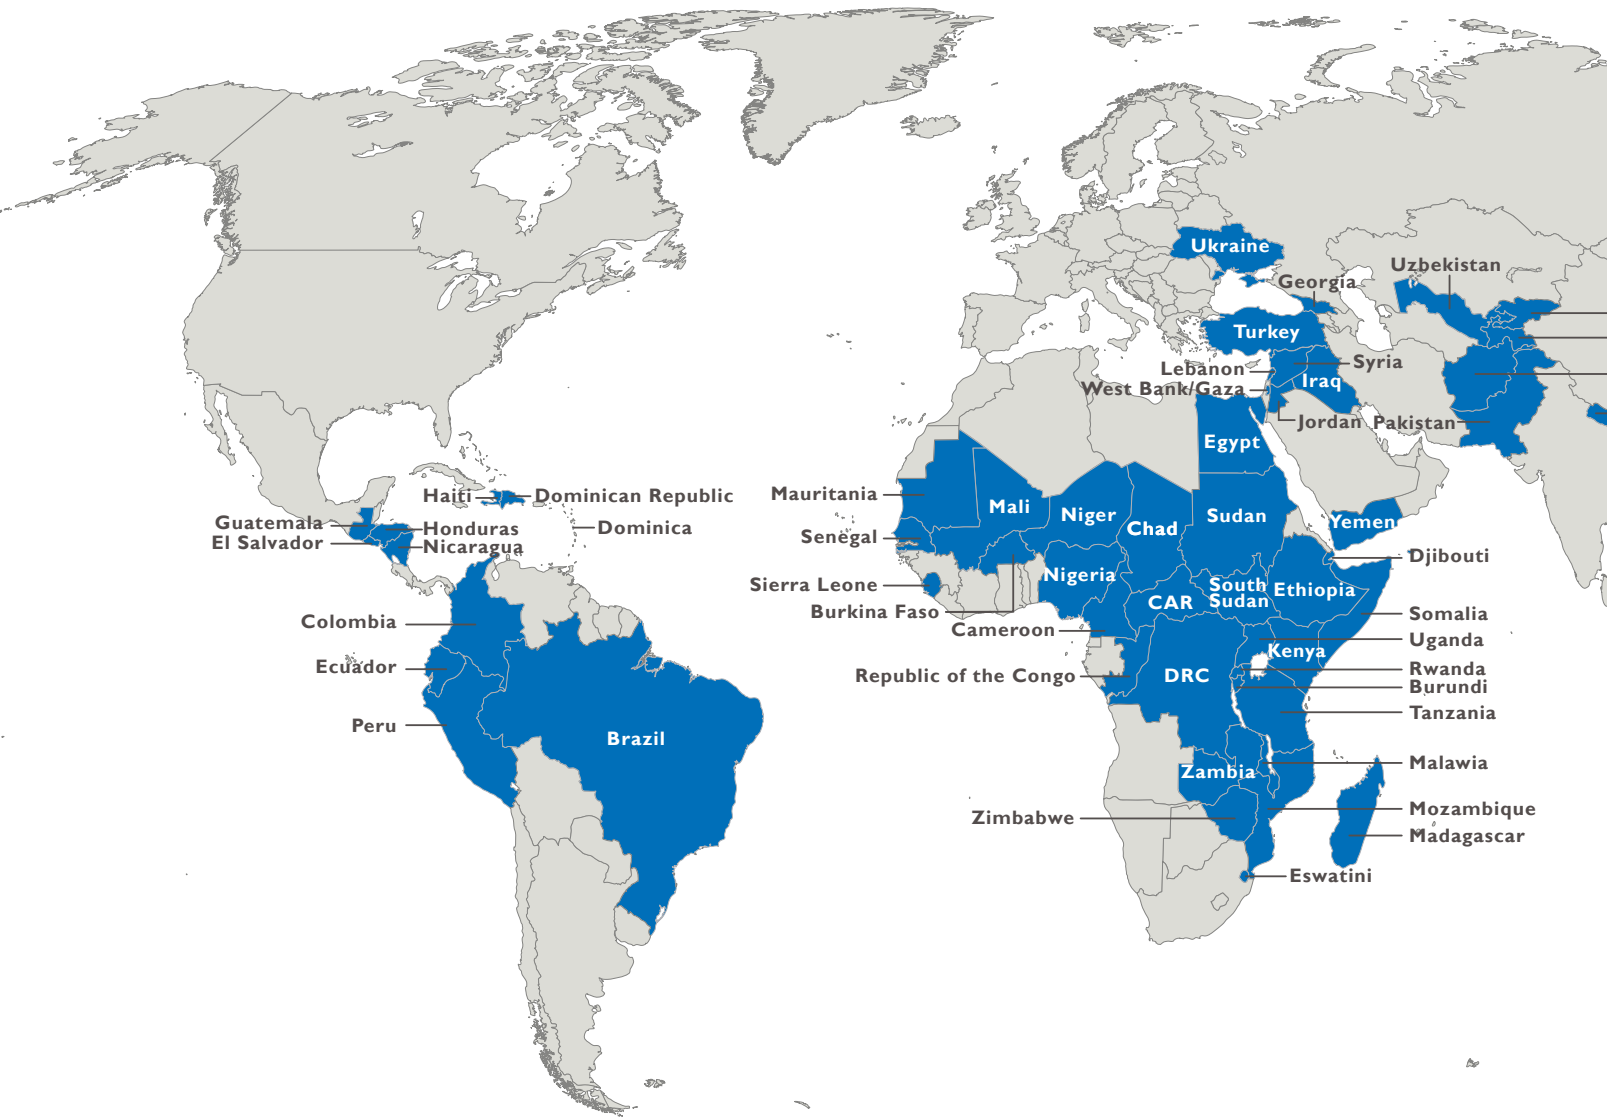 Ukraine
Uzbekistan
Georgia
Turkey
Lebanon
Syria
West Bank/Gaza
Iraq
Jordan
Pakistan
Egypt
Haiti
Dominican Republic
Mauritania
Mali
Niger
Chad
Sudan
Yemen
Guatemala
Honduras
Dominica
El Salvador
Nicaragua
Senegal
Djibouti
Nigeria
Sierra Leone
South
Sudan
Ethiopia
CAR
Burkina Faso
Somalia
Colombia
Cameroon
Uganda
Kenya
Ecuador
Republic of the Congo
DRC
Rwanda
Burundi
Tanzania
Peru
Brazil
Zambia
Malawia
Mozambique
Zimbabwe
Madagascar
Eswatini